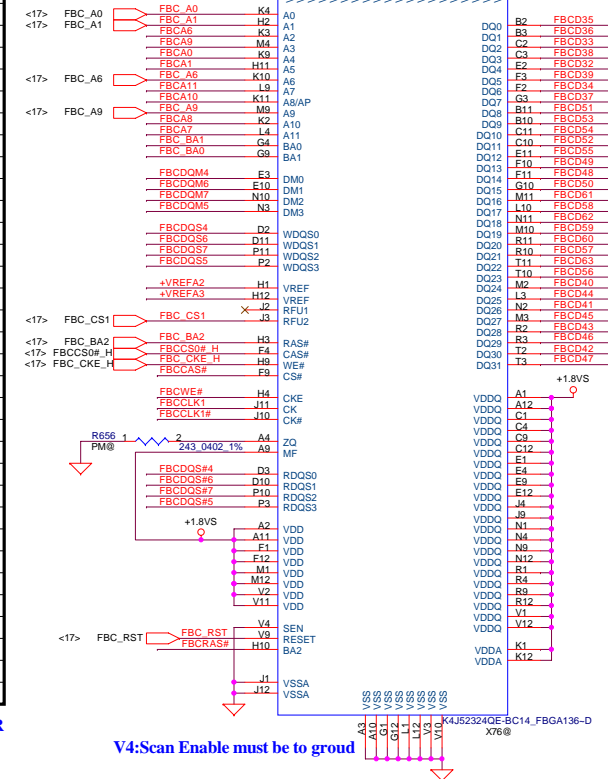 <17> FBC_A0 FBC_A0 K4 A0
<17> FBC_A1 FBC_A1 H2 A1
FBCA6 K3 A2
FBCA9 M4 A3
FBCA0 K9 A4
FBCA1 H11 A5
<17> FBC_A6 FBC_A6 K10 A6
FBCA11 L9 A7
FBCA10 K11 A8/AP
<17> FBC_A9 FBC_A9 M9 A9
FBCA8 K2 A10
FBCA7 L4 A11
FBC_BA1 G4 BA0
FBC_BA0 G9 BA1
FBCDQM4 E3 DM0
FBCDQM6 E10 DM1
FBCDQM7 N10 DM2
FBCDQM5 N3 DM3
FBCDQS4 D2 WDQS0
FBCDQS6 D11 WDQS1
FBCDQS7 P11 WDQS2
FBCDQS5 P2 WDQS3
+VREFA2 H1 VREF
+VREFA3 H12 VREF
J2 RFU1
<17> FBC_CS1 FBC_CS1 J3 RFU2
<17> FBC_BA2 FBC_BA2 H3 RAS#
<17> FBCCS0#_H FBCCS0#_H F4 CAS#
<17> FBC_CKE_H FBC_CKE_H H9 WE#
FBCCAS# F9 CS#
FBCWE# H4 CKE
FBCCLK1 J11 CK
FBCCLK1# J10 CK#
R656 1 2 A4 ZQ
PM@ 243_0402_1% A9 MF
FBCDQS#4 D3 RDQS0
FBCDQS#6 D10 RDQS1
FBCDQS#7 P10 RDQS2
FBCDQS#5 P3 RDQS3
+1.8VS
A2 VDD
A11 VDD
F1 VDD
F12 VDD
M1 VDD
M12 VDD
V2 VDD
V11 VDD
V4 SEN
<17> FBC_RST FBC_RST V9 RESET
FBCRAS# H10 BA2
J1 VSSA
J12 VSSA
DQ0 B2 FBCD35
DQ1 B3 FBCD36
DQ2 C2 FBCD33
DQ3 C3 FBCD38
DQ4 E2 FBCD32
DQ5 F3 FBCD39
DQ6 F2 FBCD34
DQ7 G3 FBCD37
DQ8 B11 FBCD51
DQ9 B10 FBCD53
DQ10 C11 FBCD54
DQ11 C10 FBCD52
DQ12 E11 FBCD55
DQ13 F10 FBCD49
DQ14 F11 FBCD48
DQ15 G10 FBCD50
DQ16 M11 FBCD61
DQ17 L10 FBCD58
DQ18 N11 FBCD62
DQ19 M10 FBCD59
DQ20 R11 FBCD60
DQ21 R10 FBCD57
DQ22 T11 FBCD63
DQ23 T10 FBCD56
DQ24 M2 FBCD40
DQ25 L3 FBCD44
DQ26 N2 FBCD41
DQ27 M3 FBCD45
DQ28 R2 FBCD43
DQ29 R3 FBCD46
DQ30 T2 FBCD42
DQ31 T3 FBCD47
+1.8VS
VDDQ A1
VDDQ A12
VDDQ C1
VDDQ C4
VDDQ C9
VDDQ C12
VDDQ E1
VDDQ E4
VDDQ E9
VDDQ E12
VDDQ J4
VDDQ J9
VDDQ N1
VDDQ N4
VDDQ N9
VDDQ N12
VDDQ R1
VDDQ R4
VDDQ R9
VDDQ R12
VDDQ V1
VDDQ V12
VDDA K1
VDDA K12
VSS VSS VSS VSS VSS VSS VSS VSS
A3 A10 G1 G12 L1 L12 V3 V10
K4J52324QE-BC14_FBGA136~D
X76@
R
V4:Scan Enable must be to groud